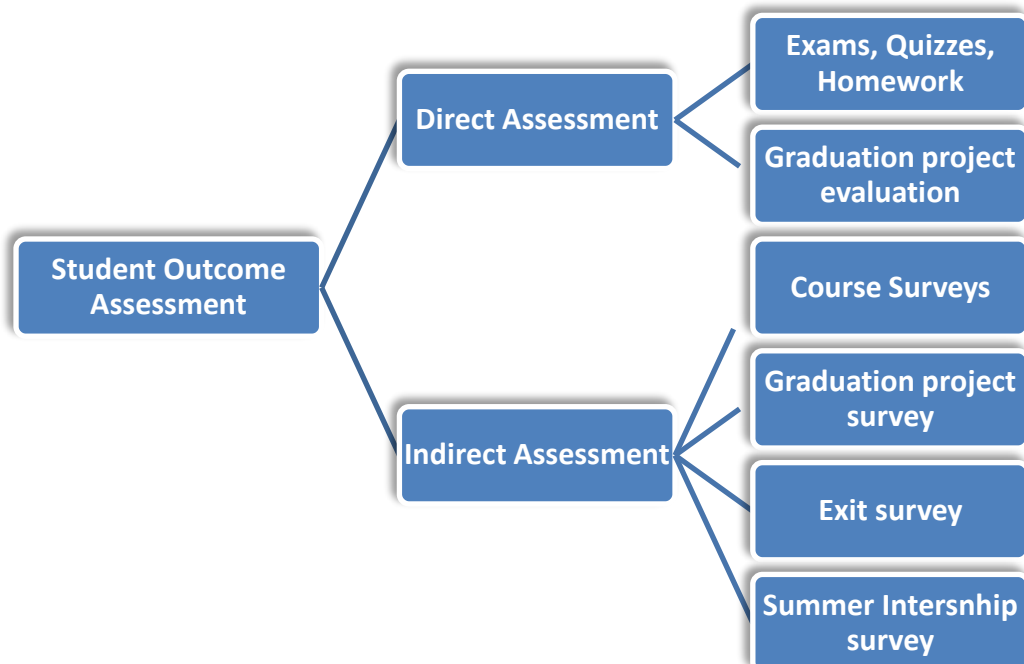 Exams, Quizzes,
Homework
Direct Assessment
Graduation project
evaluation
Student Outcome
Assessment
Course Surveys
Graduation project
survey
Indirect Assessment
Exit survey
Summer Intersnhip
survey